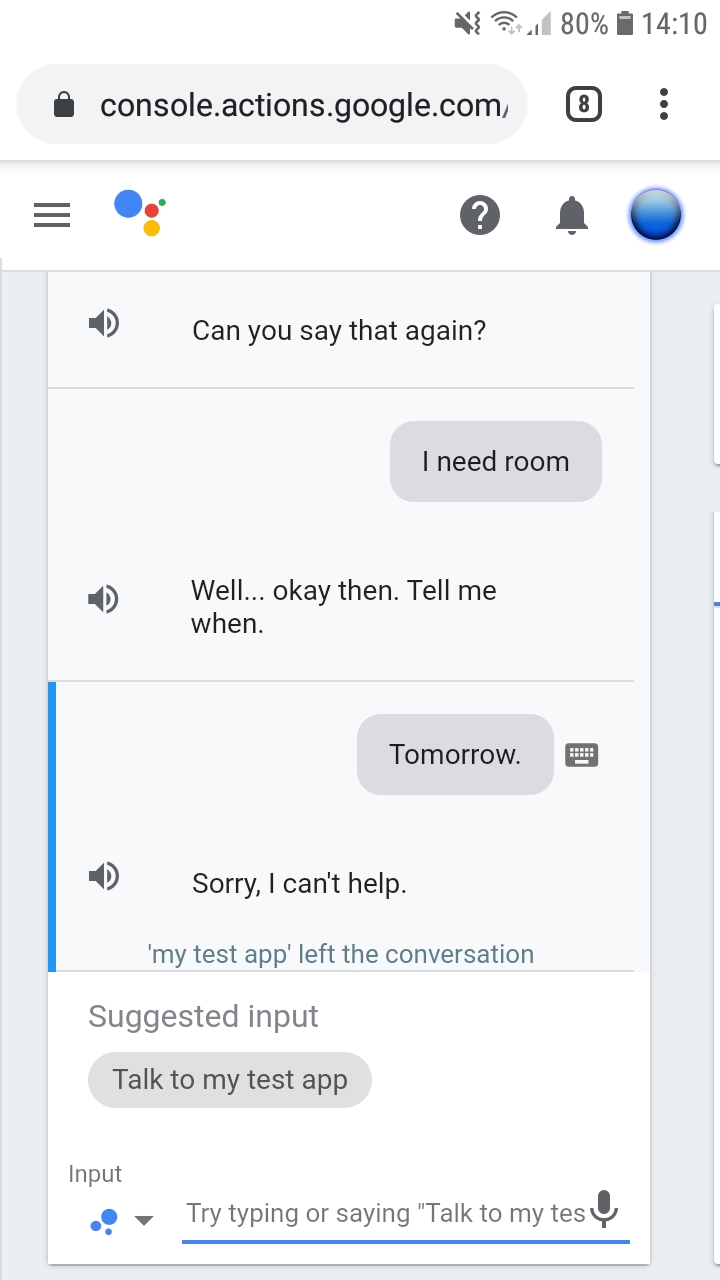 80% 14:10
console.actions.google.com/
8
Can you say that again?
I need room
Well... okay then. Tell me
when.
Tomorrow.
Sorry, I can't help.
'my test app' left the conversation
Suggested input
Talk to my test app
Input
Try typing or saying "Talk to my tes